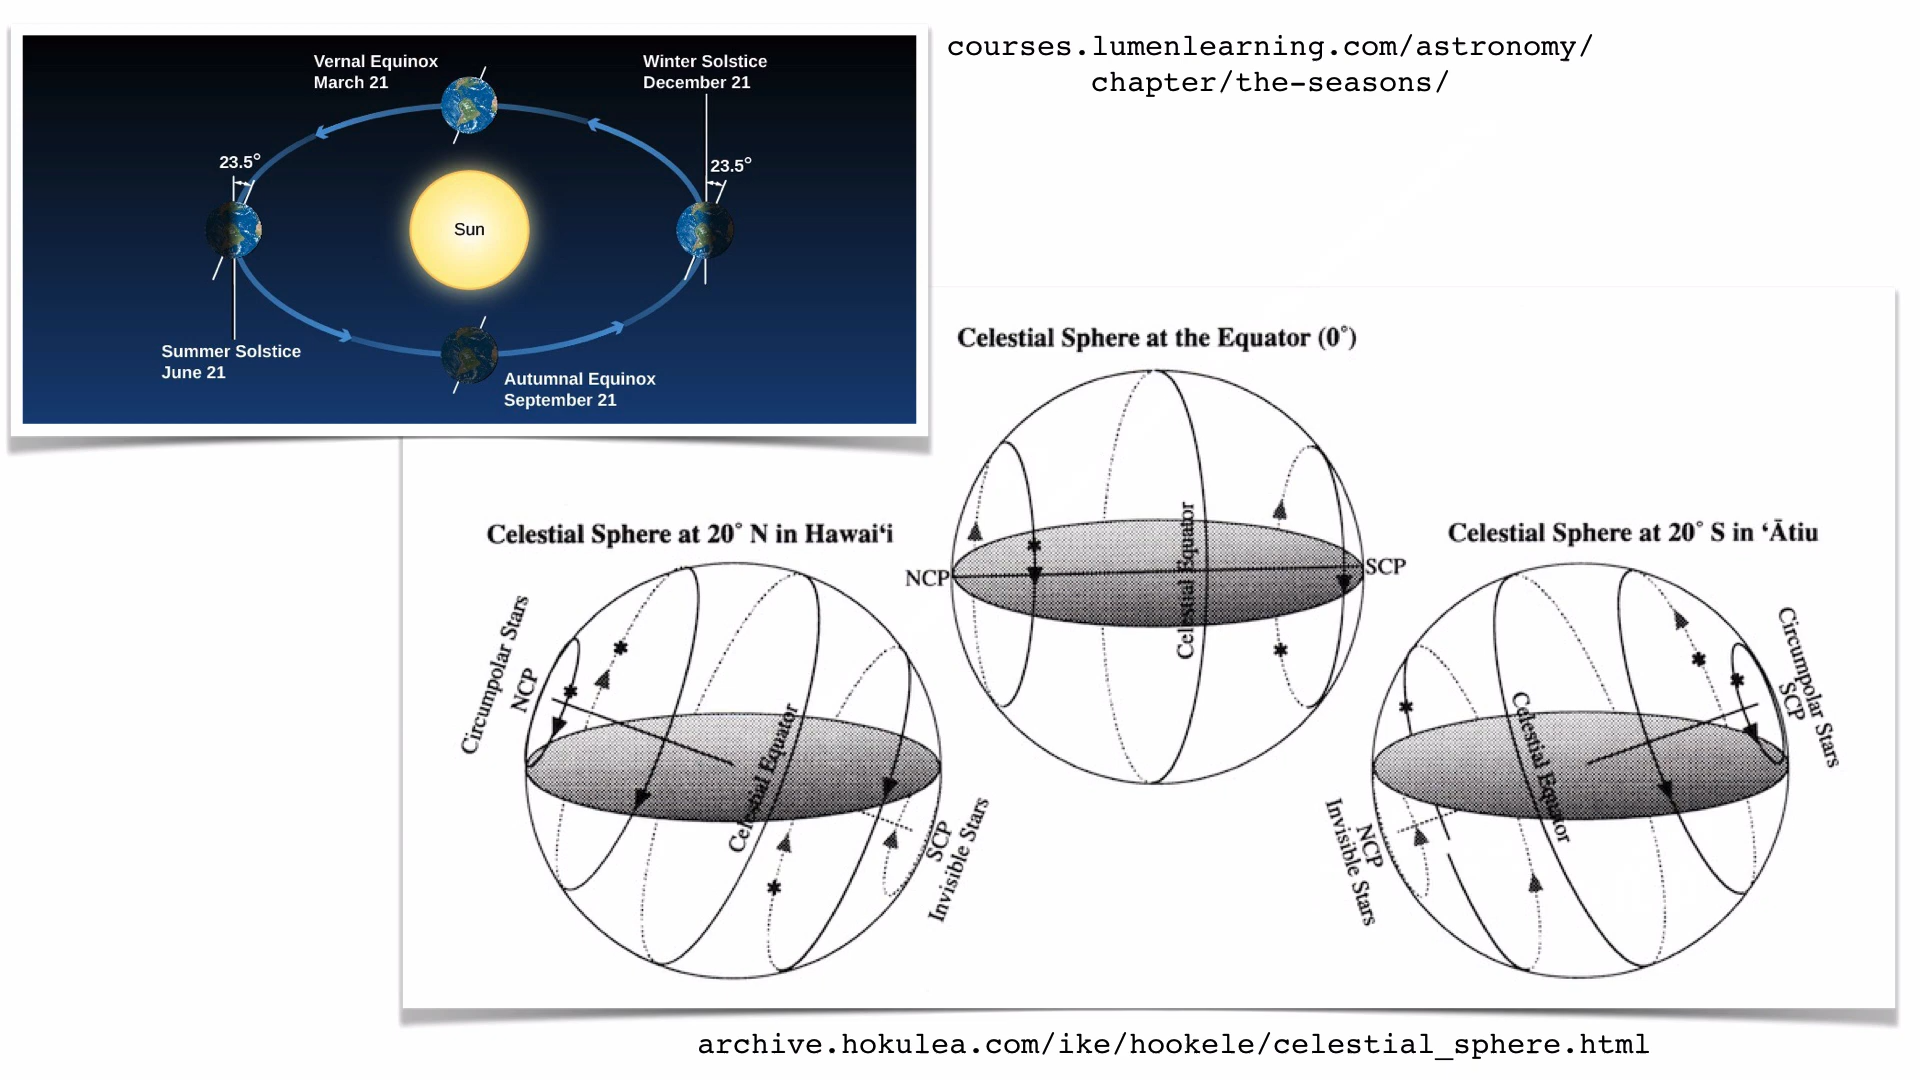 courses.lumenlearning.com/astronomy/
chapter/the-seasons/
Vernal Equinox
March 21
Winter Solstice
December 21
23.5°
23.5°
Sun
Summer Solstice
June 21
Autumnal Equinox
September 21
Celestial Sphere at the Equator (0°)
NCP
Celestial Equator
SCP
Celestial Sphere at 20° N in Hawai‘i
Circumpolar Stars
NCP
Celestial Equator
SCP
Invisible Stars
Celestial Sphere at 20° S in ‘Ātiu
Circumpolar Stars
SCP
Celestial Equator
NCP
Invisible Stars
archive.hokulea.com/ike/hookele/celestial_sphere.html